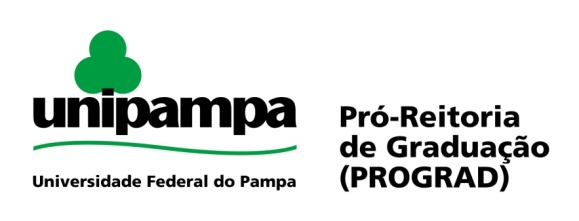 unipampa
Universidade Federal do Pampa
Pró-Reitoria
de Graduação
(PROGRAD)